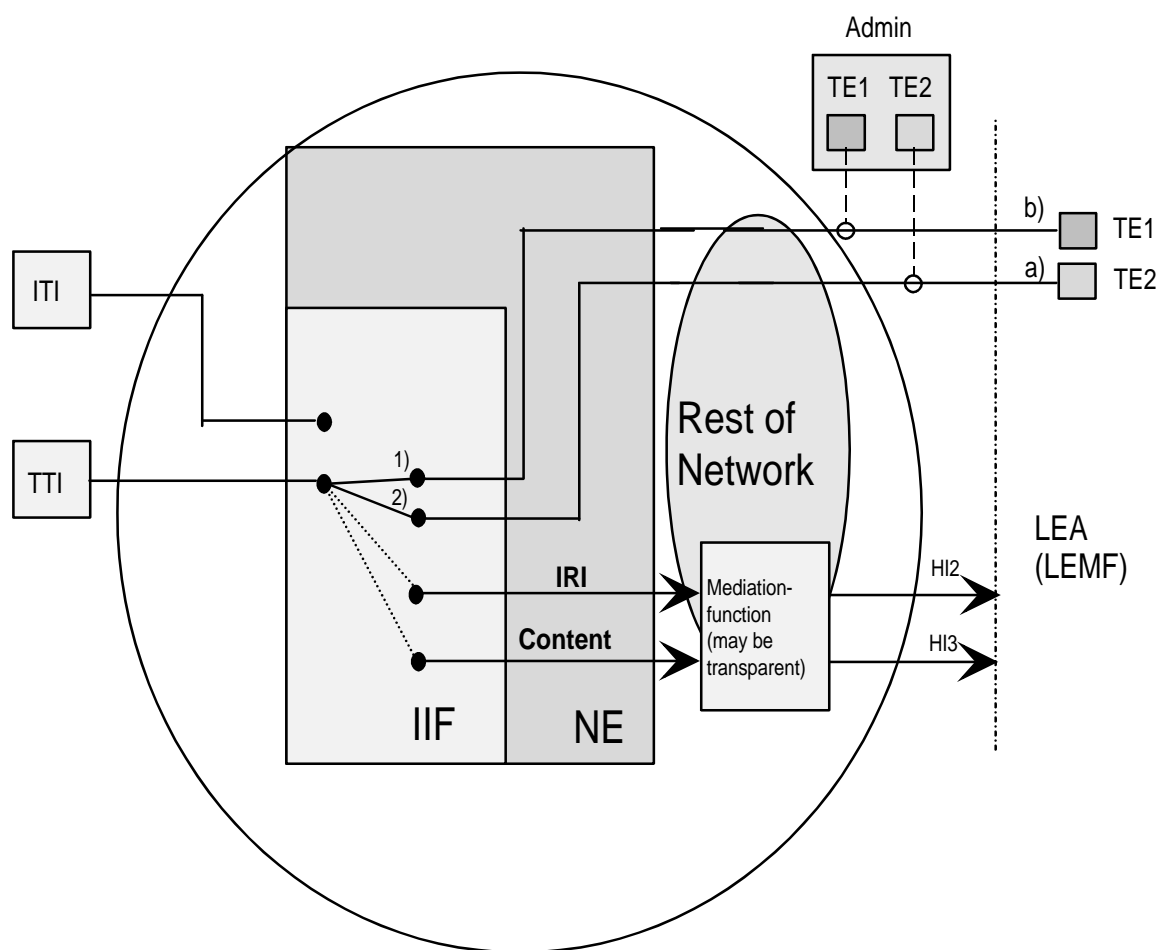 Admin
TE1
TE2
b)
TE1
a)
TE2
ITI
TTI
1)
2)
Rest of
Network
LEA
(LEMF)
IRI
Content
Mediation-
function
(may be
transparent)
HI2
HI3
IIF
NE